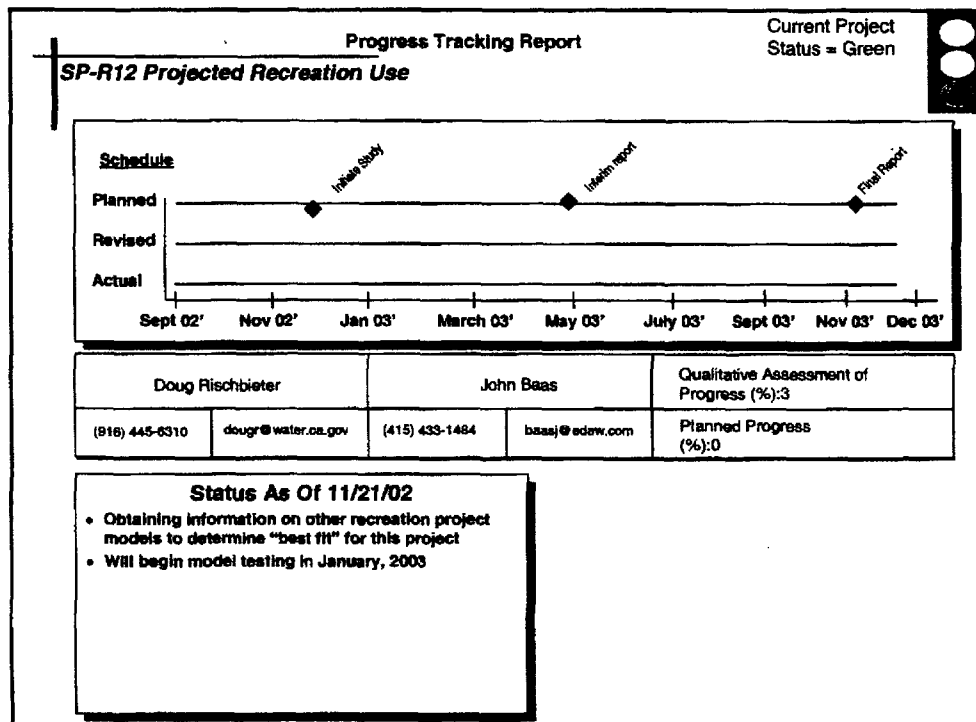 Progress Tracking Report
Current Project
Status = Green
SP-R12 Projected Recreation Use
Schedule
Initiate Study
Interim report
Final Report
Planned
Revised
Actual
Sept 02'
Nov 02'
Jan 03'
March 03'
May 03'
July 03'
Sept 03'
Nov 03'
Dec 03'
Doug Rischbieter
John Baas
Qualitative Assessment of
Progress (%):3
(916) 445-6310
dougr@water.ca.gov
(415) 433-1484
baasj@edaw.com
Planned Progress
(%):0
Status As Of 11/21/02
• Obtaining information on other recreation project
models to determine "best fit" for this project
• Will begin model testing in January, 2003